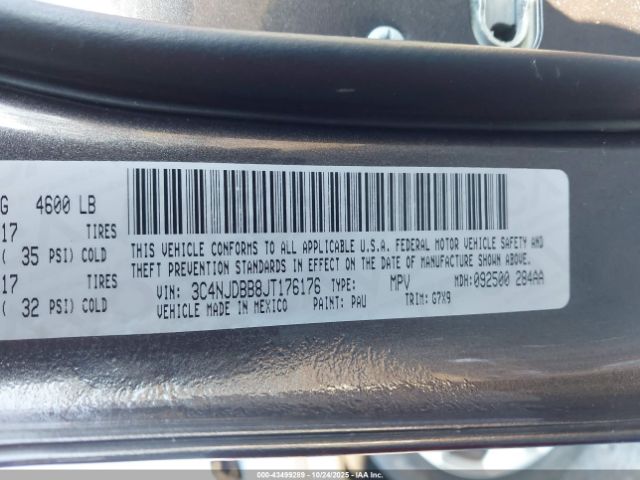 G 4600 LB
17 TIRES
( 35 PSI) COLD
17 TIRES
( 32 PSI) COLD
THIS VEHICLE CONFORMS TO ALL APPLICABLE U.S.A. FEDERAL MOTOR VEHICLE SAFETY AND
THEFT PREVENTION STANDARDS IN EFFECT ON THE DATE OF MANUFACTURE SHOWN ABOVE.
VIN: 3C4NJDBB8JT176176 TYPE: MPV MDH: 092500 284AA
VEHICLE MADE IN MEXICO PAINT: PAU TRIM: G7X9
000-43499289 - 10/24/2025 - IAAI.COM